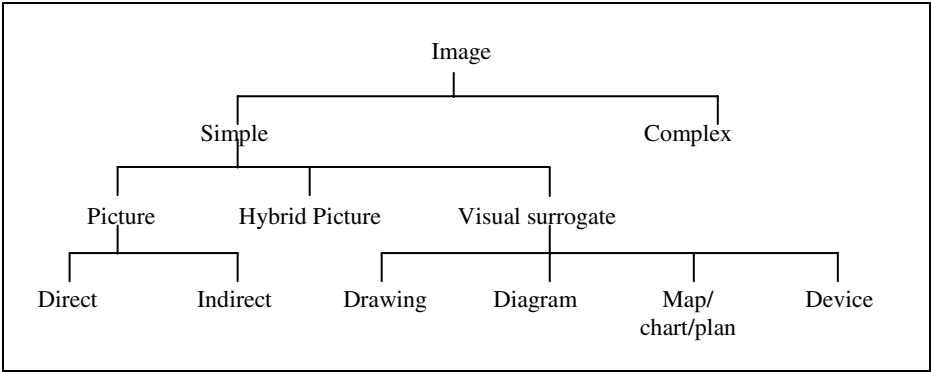 Image
Simple Complex
Picture Hybrid Picture Visual surrogate
Direct Indirect Drawing Diagram Map/ Device
chart/plan